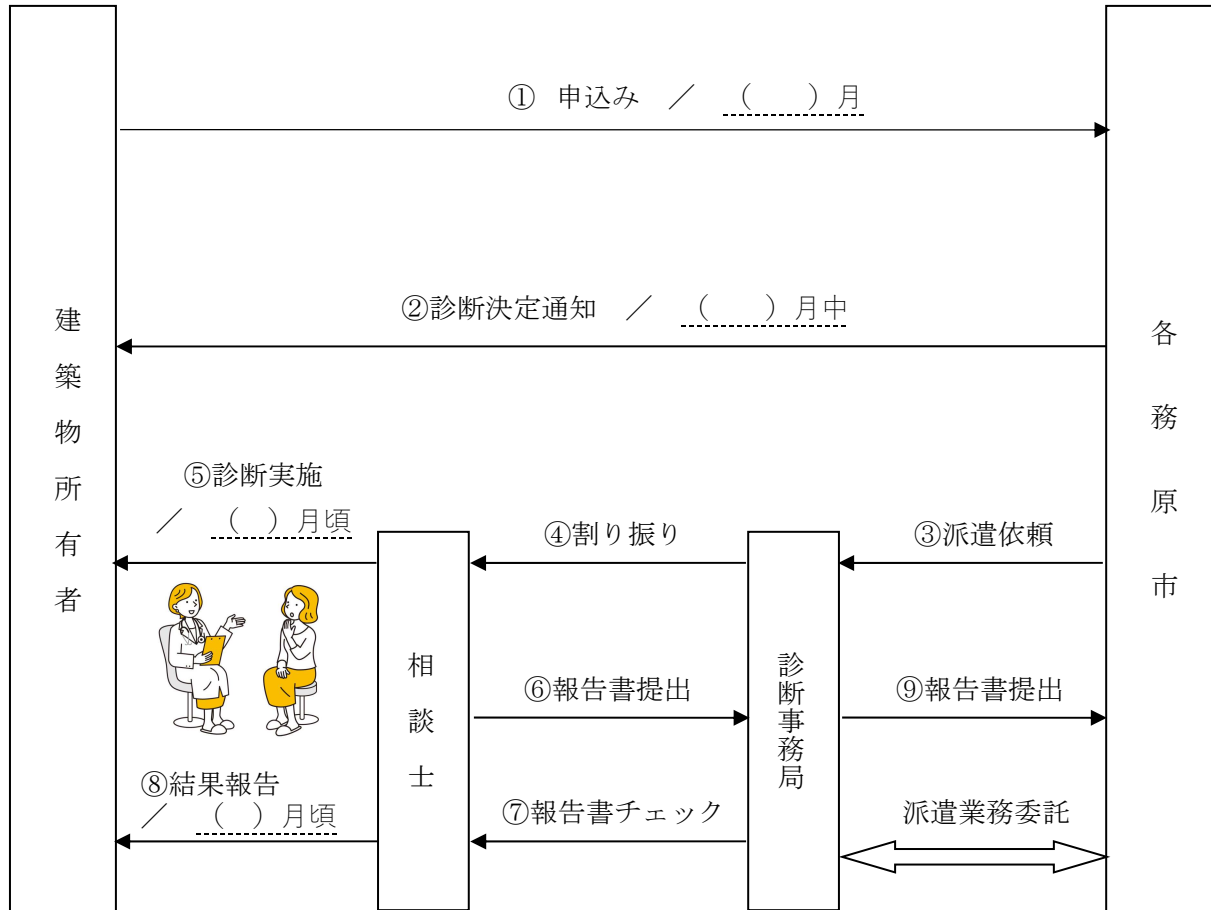 ① 申込み ／ （　　）月
②診断決定通知 ／ （　　）月中
建築物所有者
各務原市
⑤診断実施
／ （　）月頃
④割り振り
③派遣依頼
相談士
診断事務局
⑥報告書提出
⑨報告書提出
⑧結果報告
／ （　）月頃
⑦報告書チェック
派遣業務委託